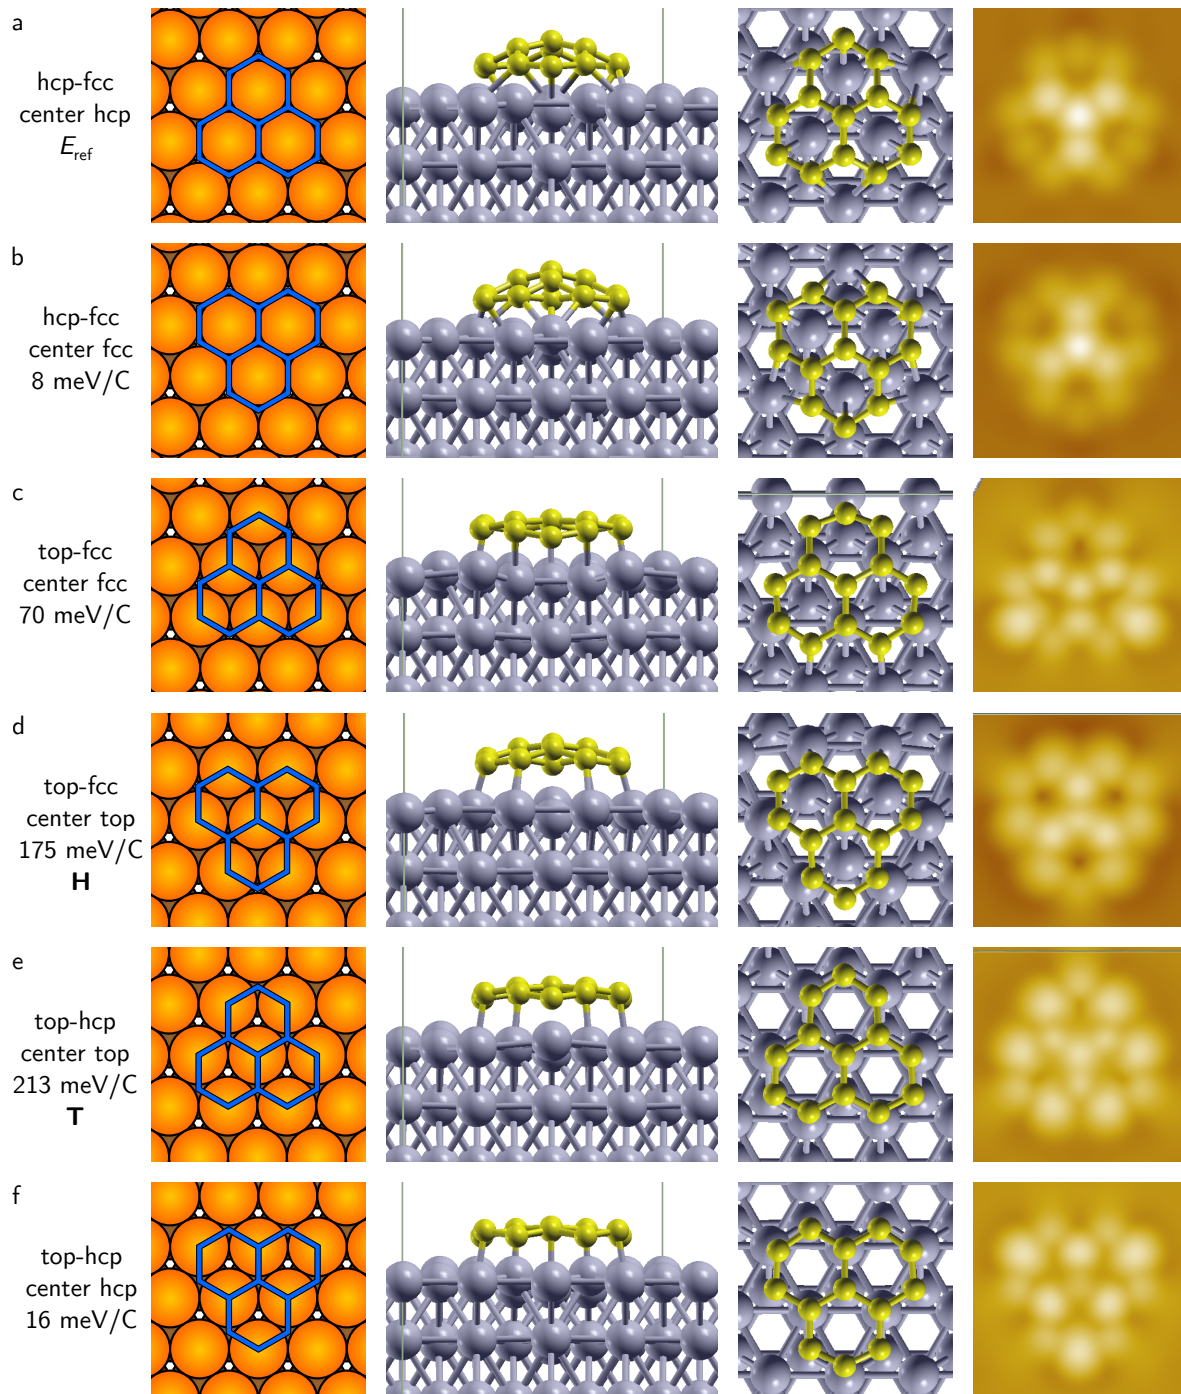 a
hcp-fcc
center hcp
E_ref
b
hcp-fcc
center fcc
8 meV/C
c
top-fcc
center fcc
70 meV/C
d
top-fcc
center top
175 meV/C
H
e
top-hcp
center top
213 meV/C
T
f
top-hcp
center hcp
16 meV/C